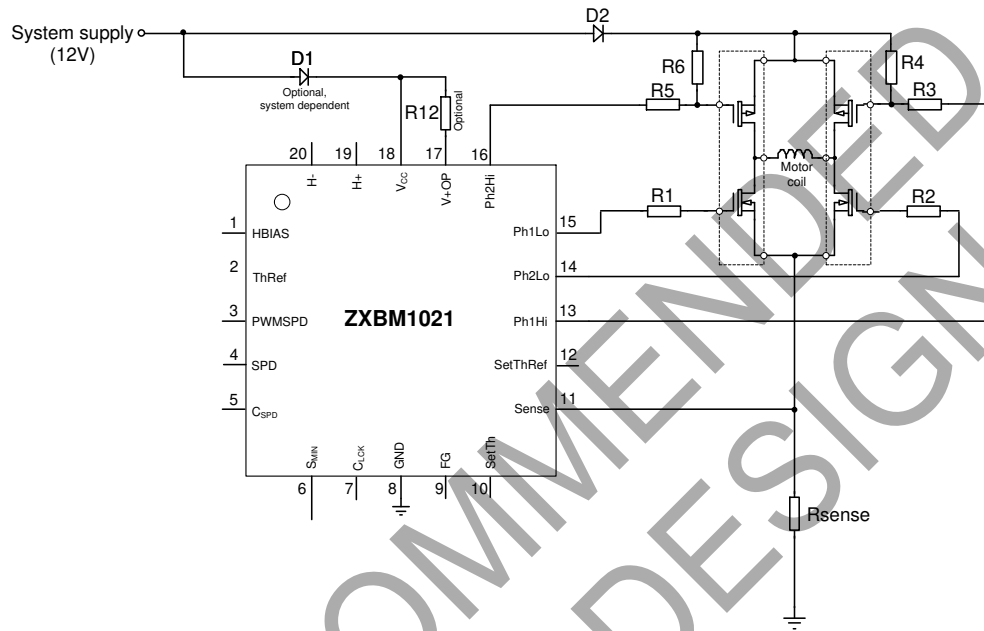 System supply
(12V)
D2
D1
Optional,
system dependent
R12
Optional
R6
R5
R4
R3
Motor
coil
R1
R2
20
19
18
17
16
H-
H+
VCC
V+OP
Ph2Hi
1
HBIAS
2
ThRef
3
PWMSPD
4
SPD
5
CSPD
ZXBM1021
Ph1Lo
15
Ph2Lo
14
Ph1Hi
13
SetThRef
12
Sense
11
SMIN
CLCK
GND
FG
SetTh
6
7
8
9
10
Rsense
OMMENDED
DESIGN